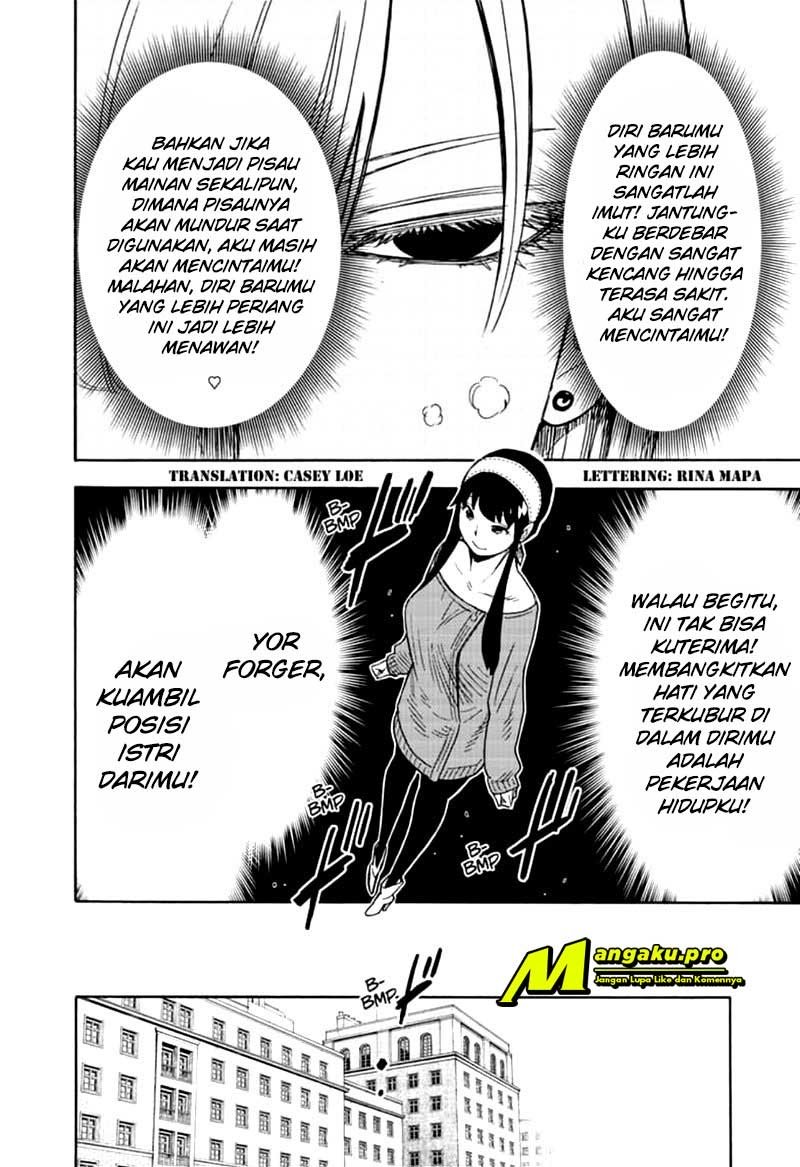 DIRI BARUMU
YANG LEBIH
RINGAN INI
SANGATLAH
IMUT! JANTUNG-
KU BERDEBAR
DENGAN SANGAT
KENCANG HINGGA
TERASA SAKIT.
AKU SANGAT
MENCINTAIMU!
BAHKAN JIKA
KAU MENJADI PISAU
MAINAN SEKALIPUN,
DIMANA PISAUNYA
AKAN MUNDUR SAAT
DIGUNAKAN, AKU MASIH
AKAN MENCINTAIMU!
MALAHAN, DIRI BARUMU
YANG LEBIH PERIANG
INI JADI LEBIH
MENAWAN!
♡
TRANSLATION: CASEY LOE
LETTERING: RINA MAPA
B-
BMP
WALAU BEGITU,
INI TAK BISA
KUTERIMA!
MEMBANGKITKAN
HATI YANG
TERKUBUR DI
DALAM DIRIMU
ADALAH
PEKERJAAN
HIDUPKU!
YOR
FORGER,
AKAN
KUAMBIL
POSISI
ISTRI
DARIMU!
B-
BMP
B-
BMP
Mangaku.pro
Jangan Lupa Like dan Komennya
B-
BMP